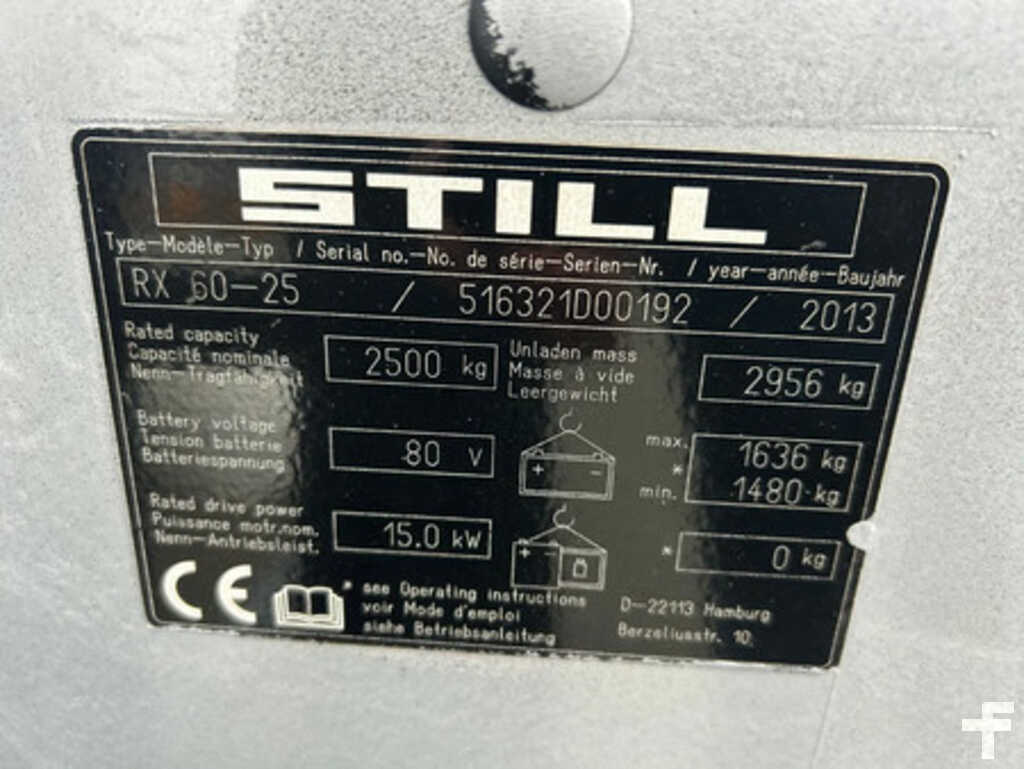 STILL
Type-Modèle-Typ / Serial no.-No. de série-Serien-Nr. / year-année-Baujahr
RX 60-25 / 516321D00192 / 2013
Rated capacity
Capacité nominale
Nenn-Tragfähigkeit
2500 kg
Unladen mass
Masse à vide
Leergewicht
2956 kg
Battery voltage
Tension batterie
Batteriespannung
80 V
+ -
max. 1636 kg
*
min. 1480 kg
Rated drive power
Puissance motr.nom.
Nenn-Antriebsleist.
15.0 kW
+ -
* 0 kg
CE
* see Operating instructions
voir Mode d'emploi
siehe Betriebsanleitung
D-22113 Hamburg
Berzeliusstr. 10